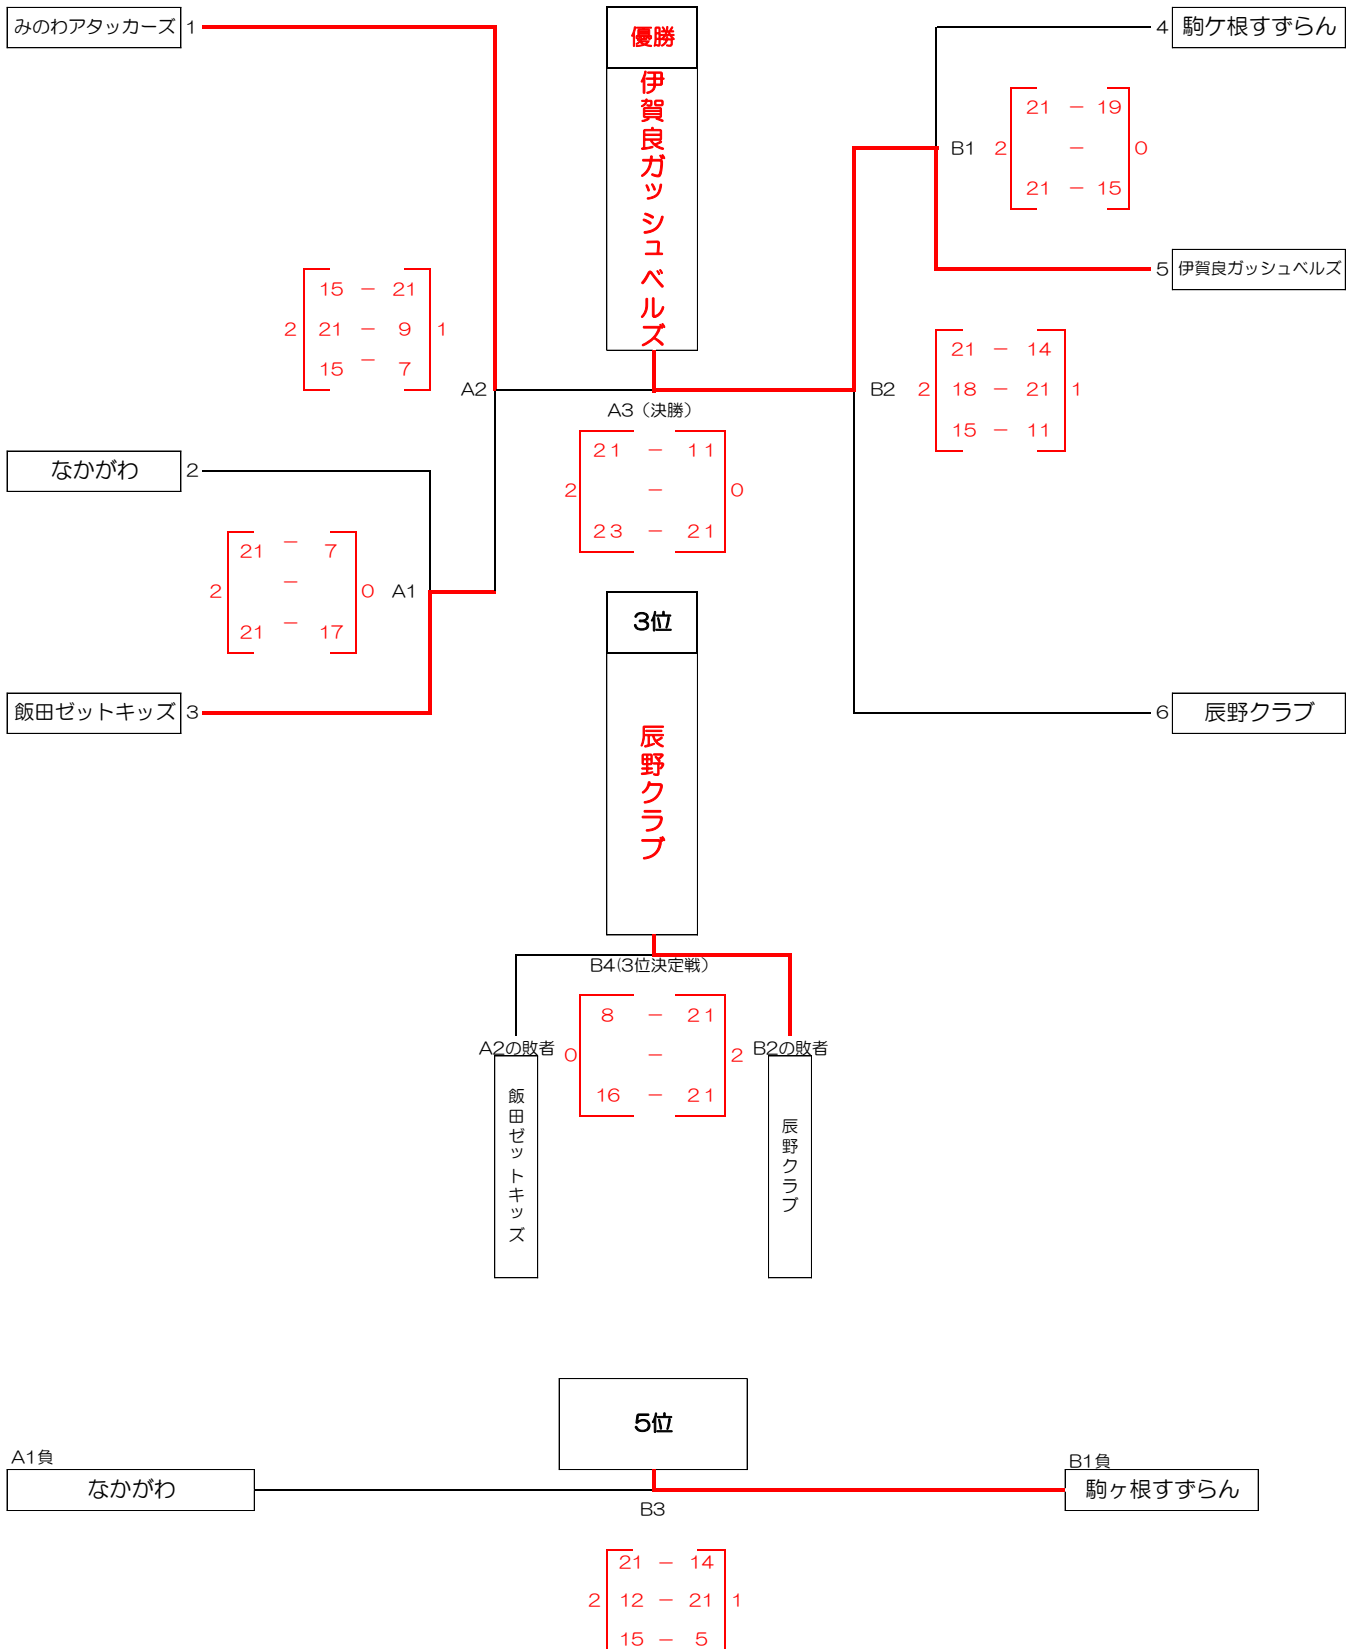 みのわアタッカーズ 1
優勝
伊賀良ガッシュベルズ
4 駒ケ根すずらん
21 － 19
B1 2 － 0
21 － 15
5 伊賀良ガッシュベルズ
15 － 21
2 21 － 9 1
15 － 7
A2
21 － 14
B2 2 18 － 21 1
15 － 11
A3（決勝）
21 － 11
2 － 0
23 － 21
なかがわ 2
21 － 7
2 － 0 A1
21 － 17
飯田ゼットキッズ 3
6 辰野クラブ
3位
辰野クラブ
B4(3位決定戦)
8 － 21
0 － 2
16 － 21
A2の敗者
飯田ゼットキッズ
B2の敗者
辰野クラブ
5位
A1負
なかがわ
B1負
駒ヶ根すずらん
B3
21 － 14
2 12 － 21 1
15 － 5